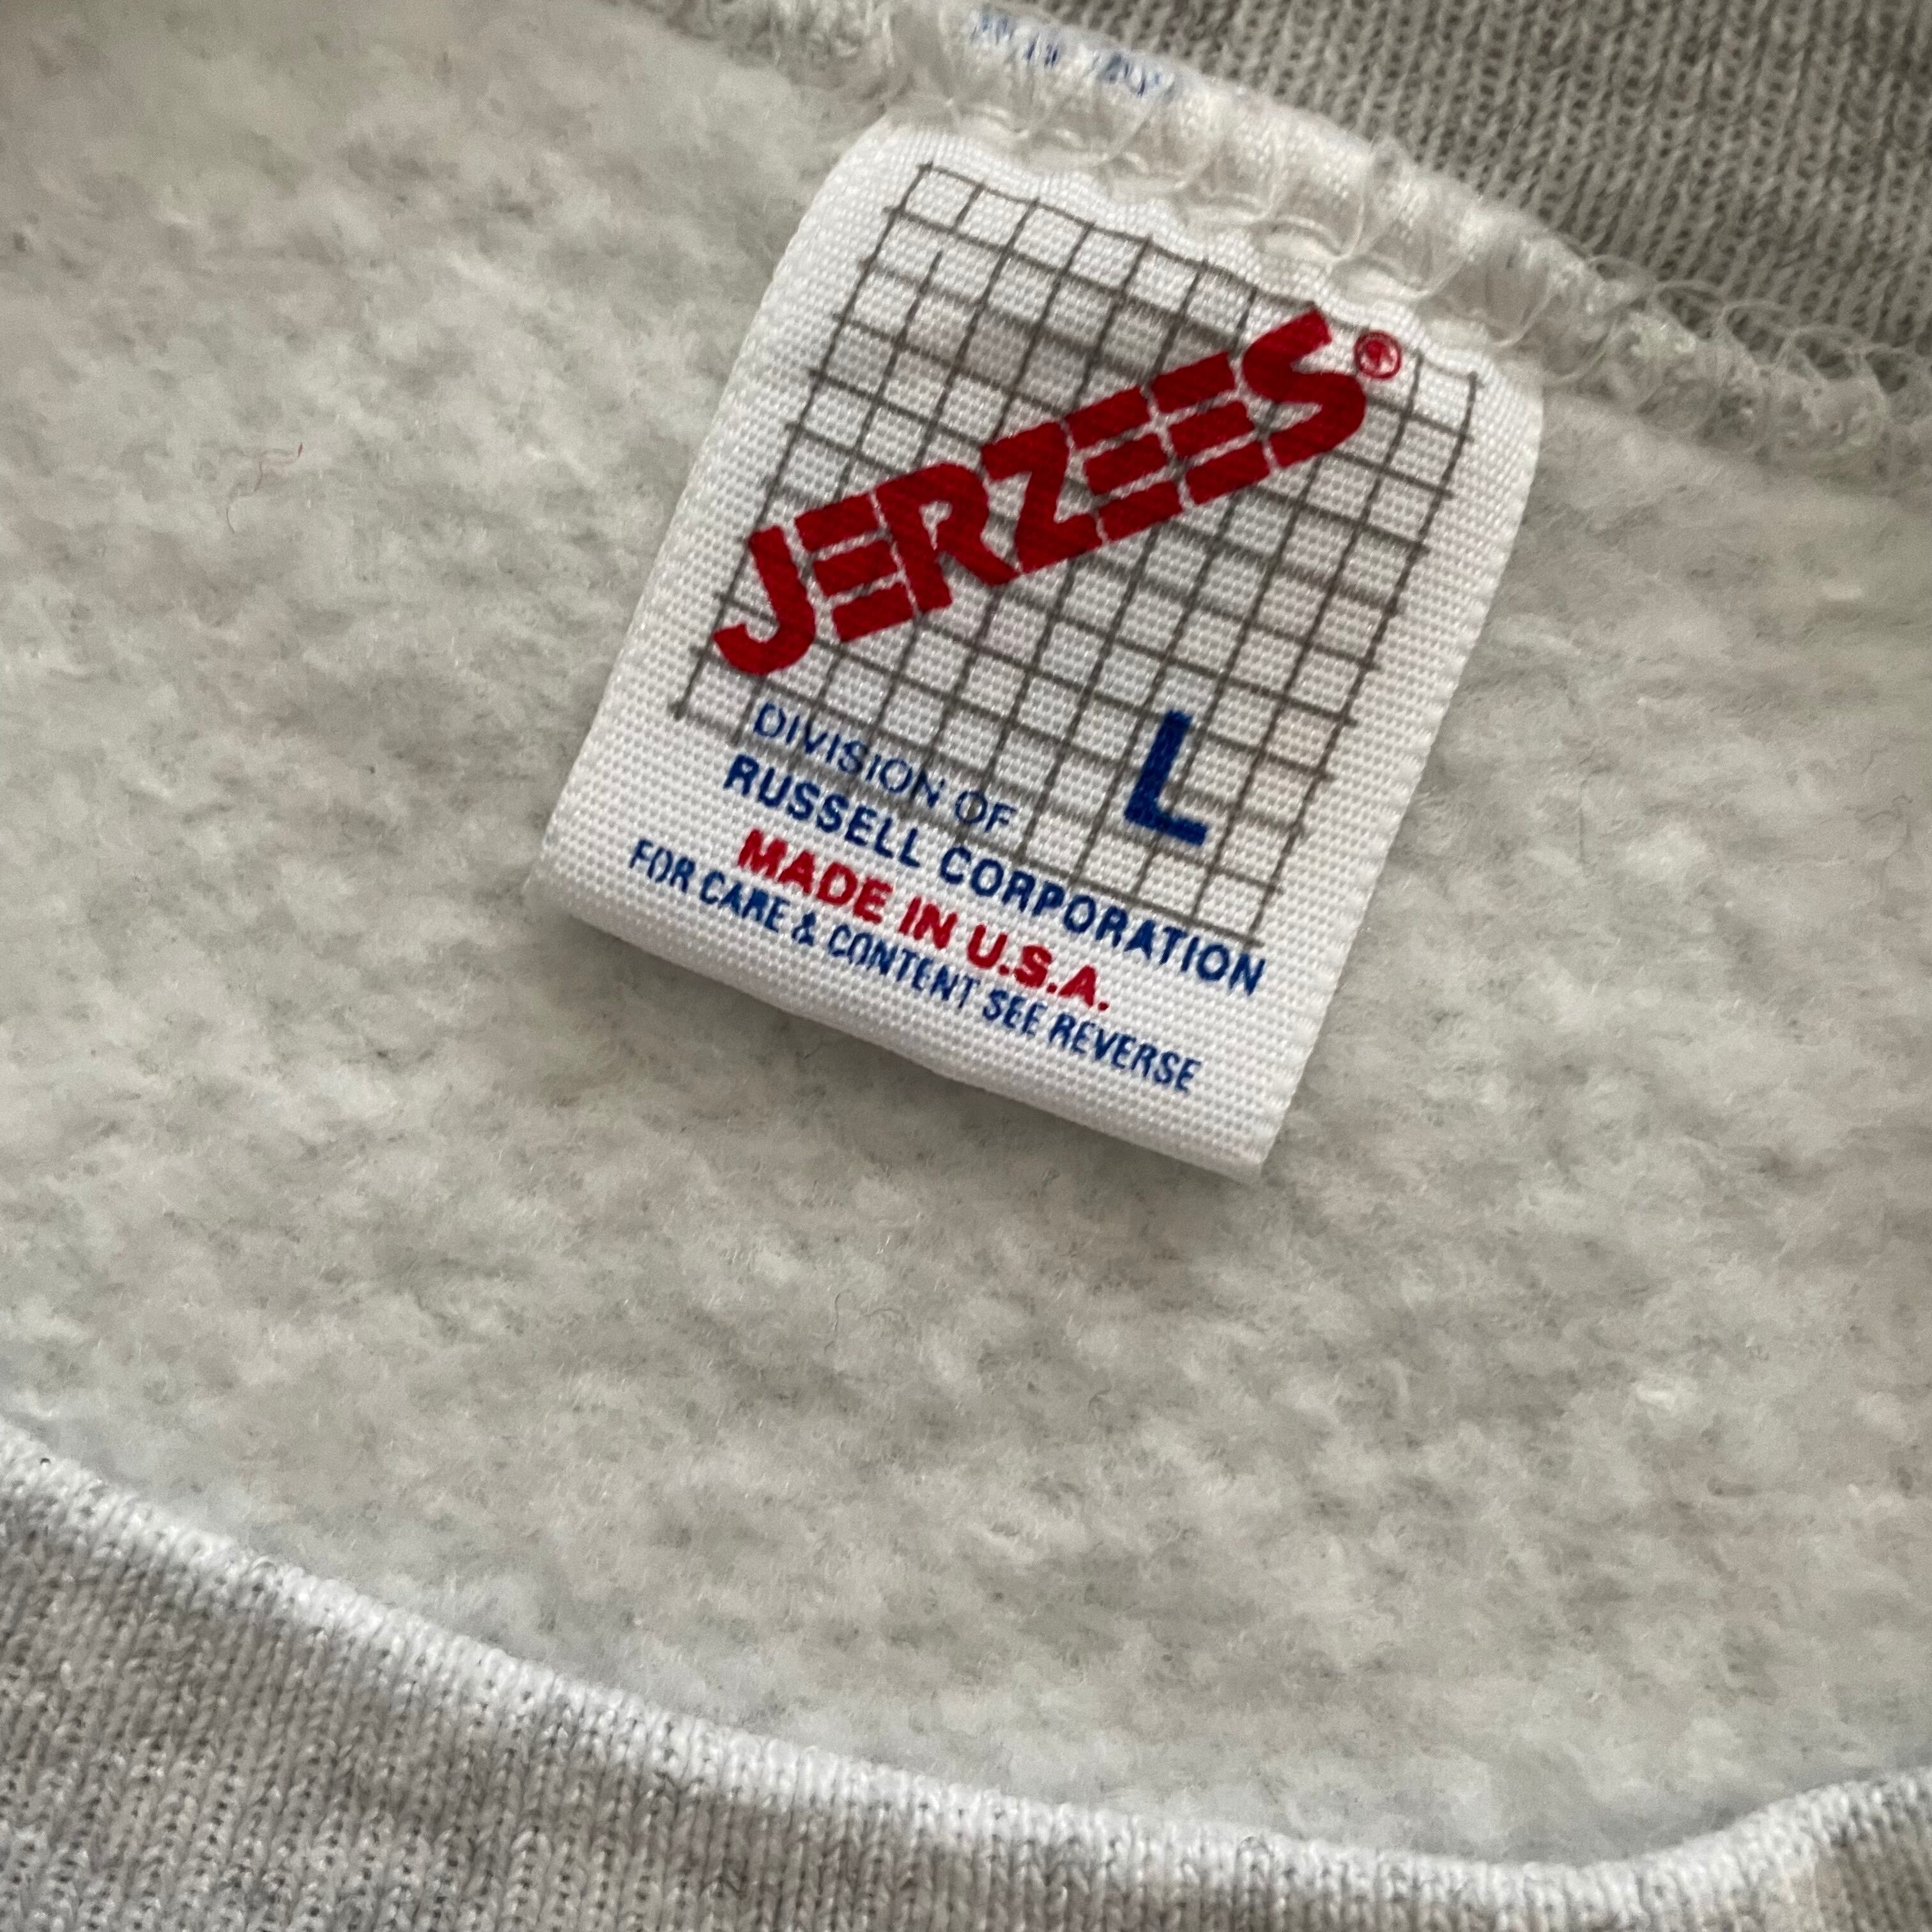 JERZEES®
L
DIVISION OF
RUSSELL CORPORATION
MADE IN U.S.A.
FOR CARE & CONTENT SEE REVERSE